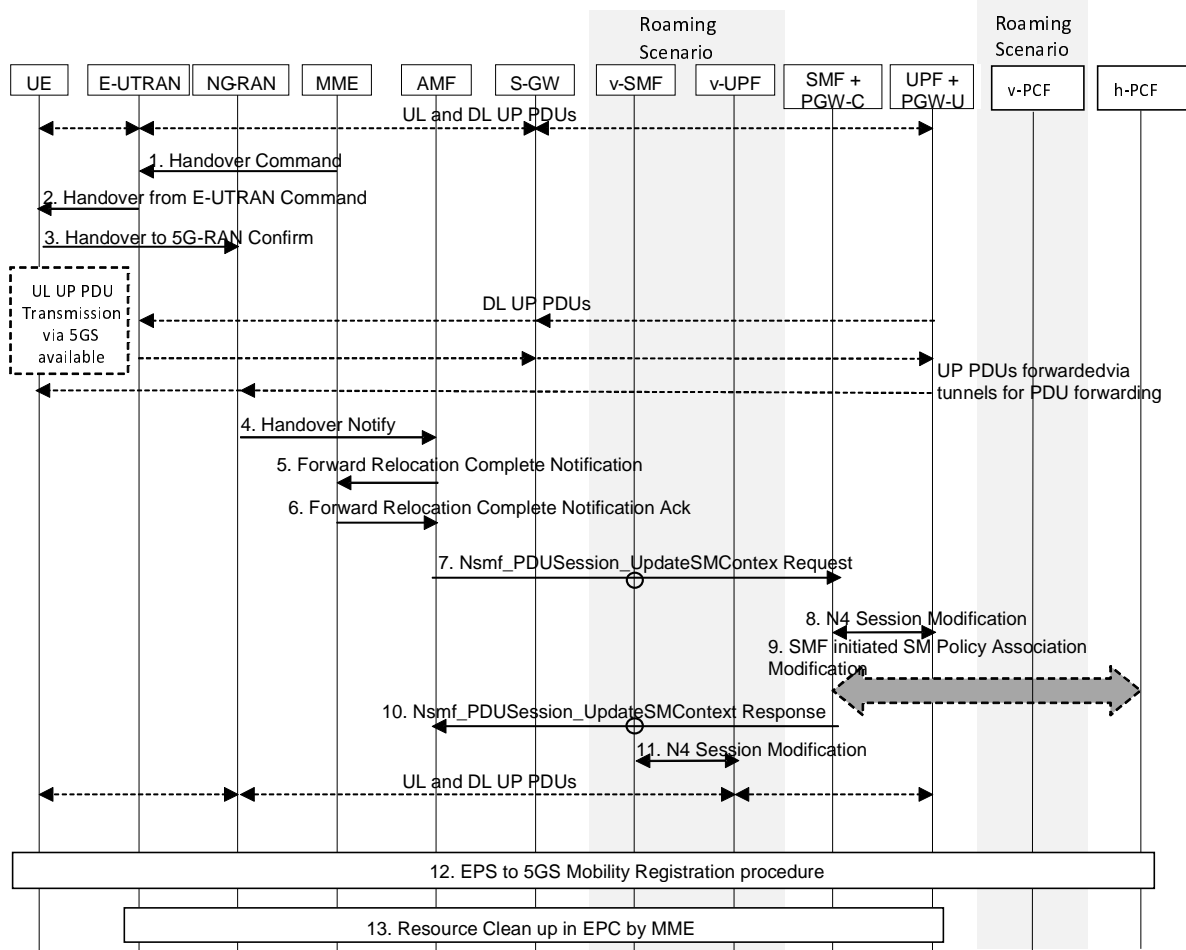 Roaming
Scenario
Roaming
Scenario
UE
E-UTRAN
NG-RAN
MME
AMF
S-GW
v-SMF
v-UPF
SMF +
PGW-C
UPF +
PGW-U
v-PCF
h-PCF
UL and DL UP PDUs
1. Handover Command
2. Handover from E-UTRAN Command
3. Handover to 5G-RAN Confirm
UL UP PDU
Transmission
via 5GS
available
DL UP PDUs
UP PDUs forwardedvia
tunnels for PDU forwarding
4. Handover Notify
5. Forward Relocation Complete Notification
6. Forward Relocation Complete Notification Ack
7. Nsmf_PDUSession_UpdateSMContex Request
8. N4 Session Modification
9. SMF initiated SM Policy Association
Modification
10. Nsmf_PDUSession_UpdateSMContext Response
11. N4 Session Modification
UL and DL UP PDUs
12. EPS to 5GS Mobility Registration procedure
13. Resource Clean up in EPC by MME